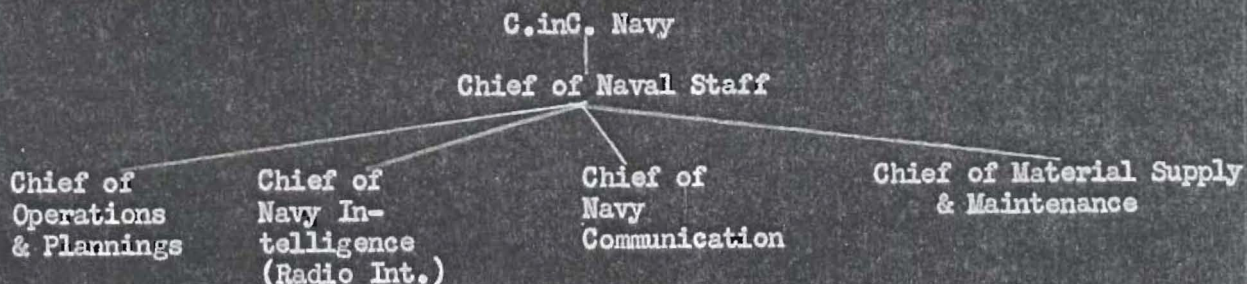 C.inC. Navy
Chief of Naval Staff
Chief of
Operations
& Plannings
Chief of
Navy In-
telligence
(Radio Int.)
Chief of
Navy
Communication
Chief of Material Supply
& Maintenance